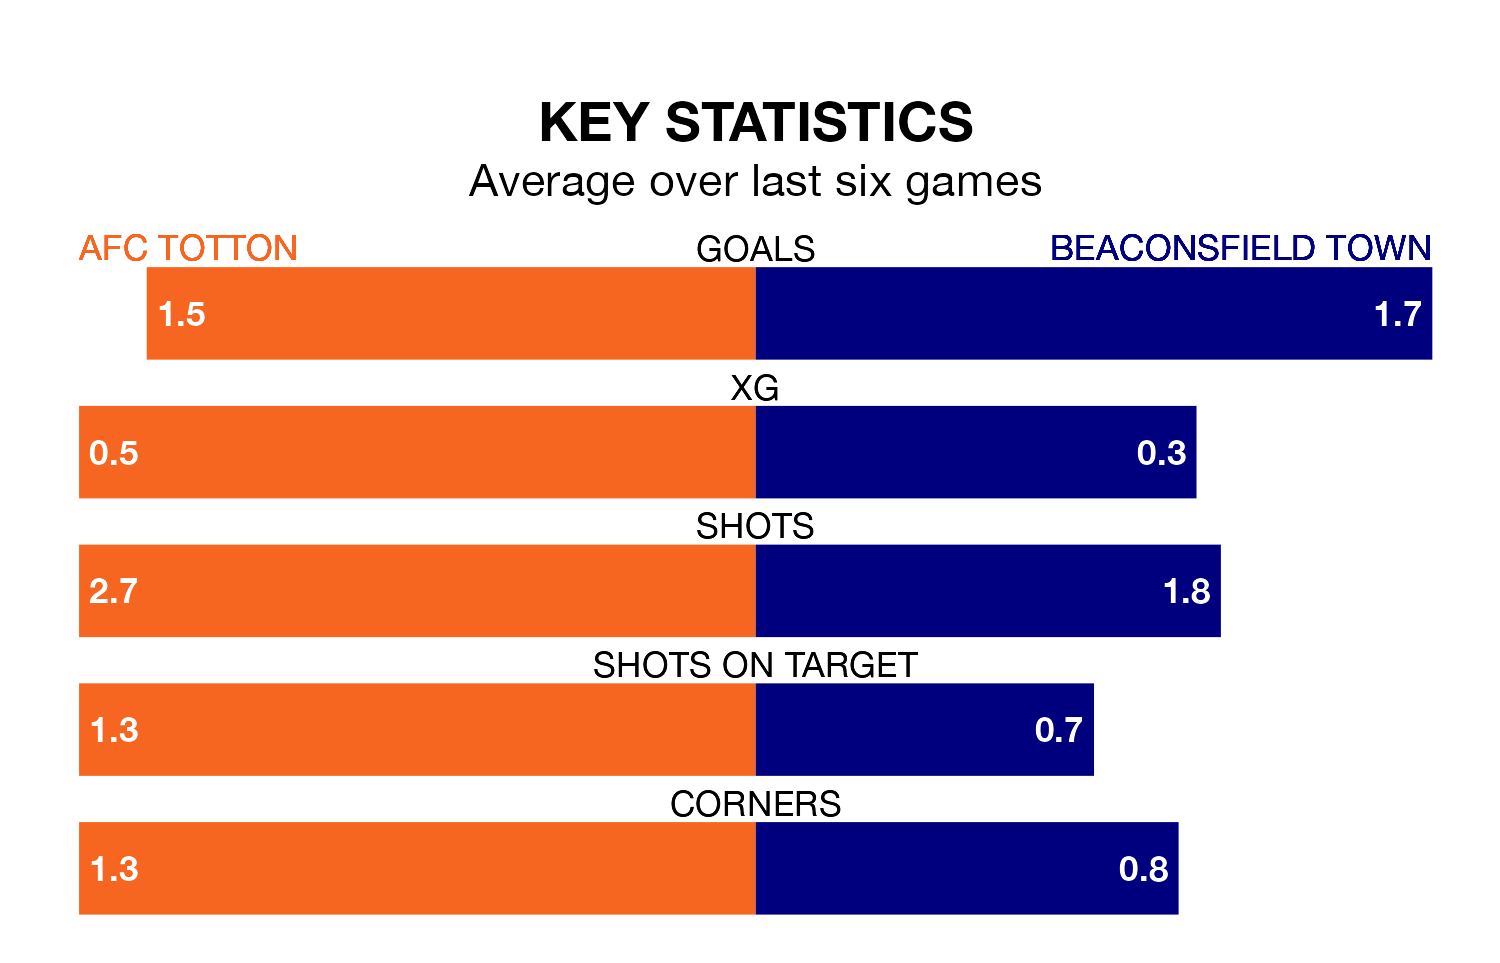 KEY STATISTICS
Average over last six games
AFC TOTTON GOALS BEACONSFIELD TOWN
1.5 1.7
XG
0.5 0.3
SHOTS
2.7 1.8
SHOTS ON TARGET
1.3 0.7
CORNERS
1.3 0.8